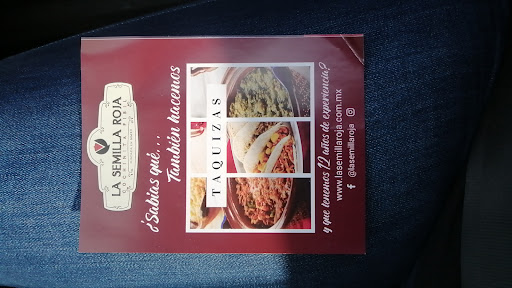 LA SEMILLA ROJA
¿Sabías qué...
También hacemos
TAQUIZAS
y que tenemos 12 años de experiencia?
www.lasemillaroja.com.mx
@lasemillaroja